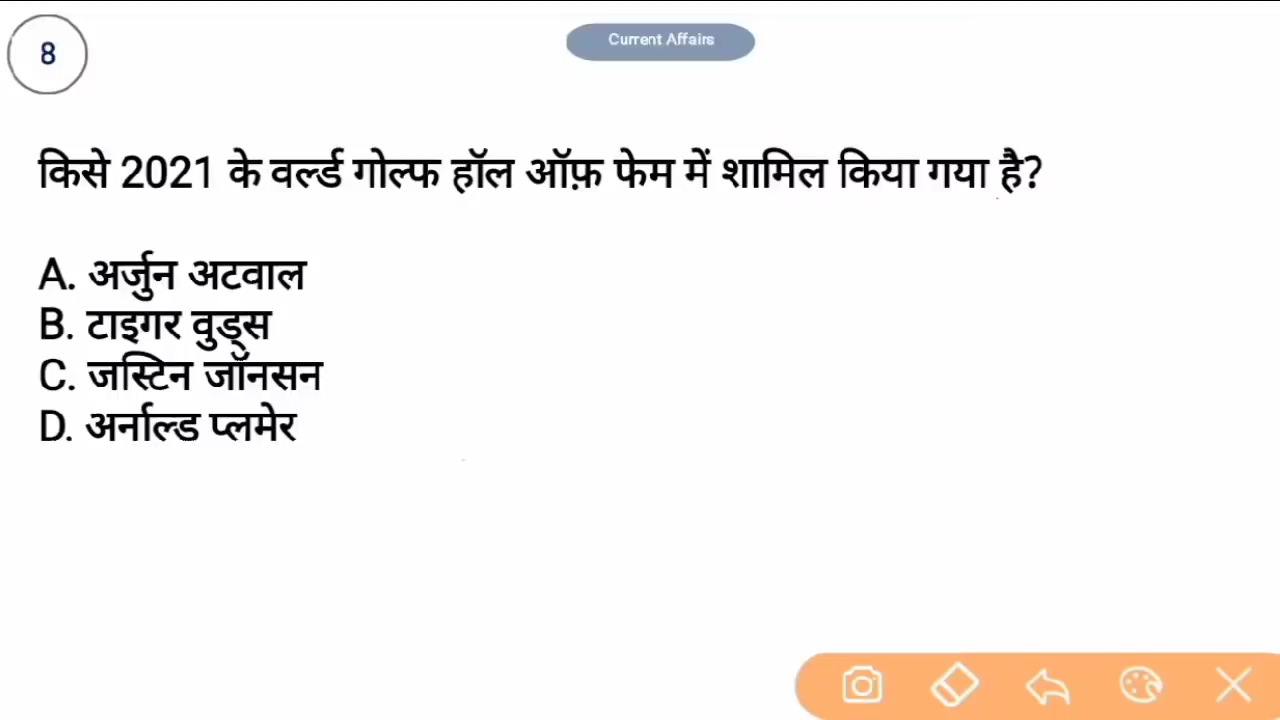 8
Current Affairs
किसे 2021 के वर्ल्ड गोल्फ हॉल ऑफ़ फेम में शामिल किया गया है?
A. अर्जुन अटवाल
B. टाइगर वुड्स
C. जस्टिन जॉनसन
D. अर्नाल्ड प्लमेर